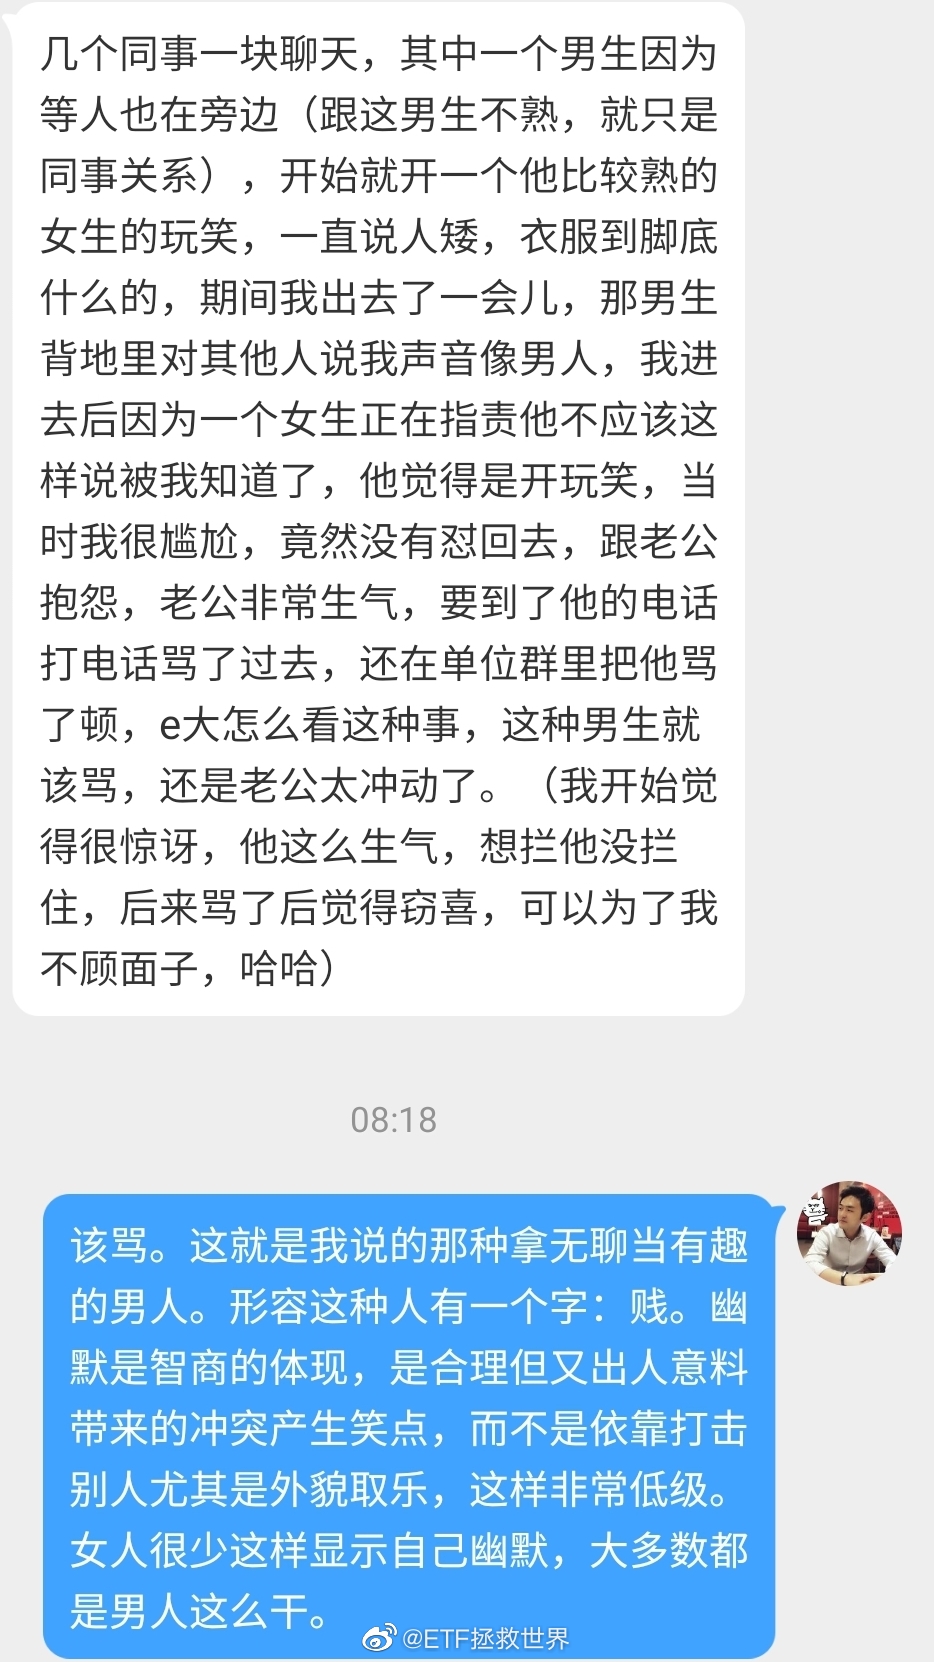 几个同事一块聊天，其中一个男生因为
等人也在旁边（跟这男生不熟，就只是
同事关系），开始就开一个他比较熟的
女生的玩笑，一直说人矮，衣服到脚底
什么的，期间我出去了一会儿，那男生
背地里对其他人说我声音像男人，我进
去后因为一个女生正在指责他不应该这
样说被我知道了，他觉得是开玩笑，当
时我很尴尬，竟然没有怼回去，跟老公
抱怨，老公非常生气，要到了他的电话
打电话骂了过去，还在单位群里把他骂
了顿，e大怎么看这种事，这种男生就
该骂，还是老公太冲动了。（我开始觉
得很惊讶，他这么生气，想拦他没拦
住，后来骂了后觉得窃喜，可以为了我
不顾面子，哈哈）
08:18
该骂。这就是我说的那种拿无聊当有趣
的男人。形容这种人有一个字：贱。幽
默是智商的体现，是合理但又出人意料
带来的冲突产生笑点，而不是依靠打击
别人尤其是外貌取乐，这样非常低级。
女人很少这样显示自己幽默，大多数都
是男人这么干。
@ETF拯救世界